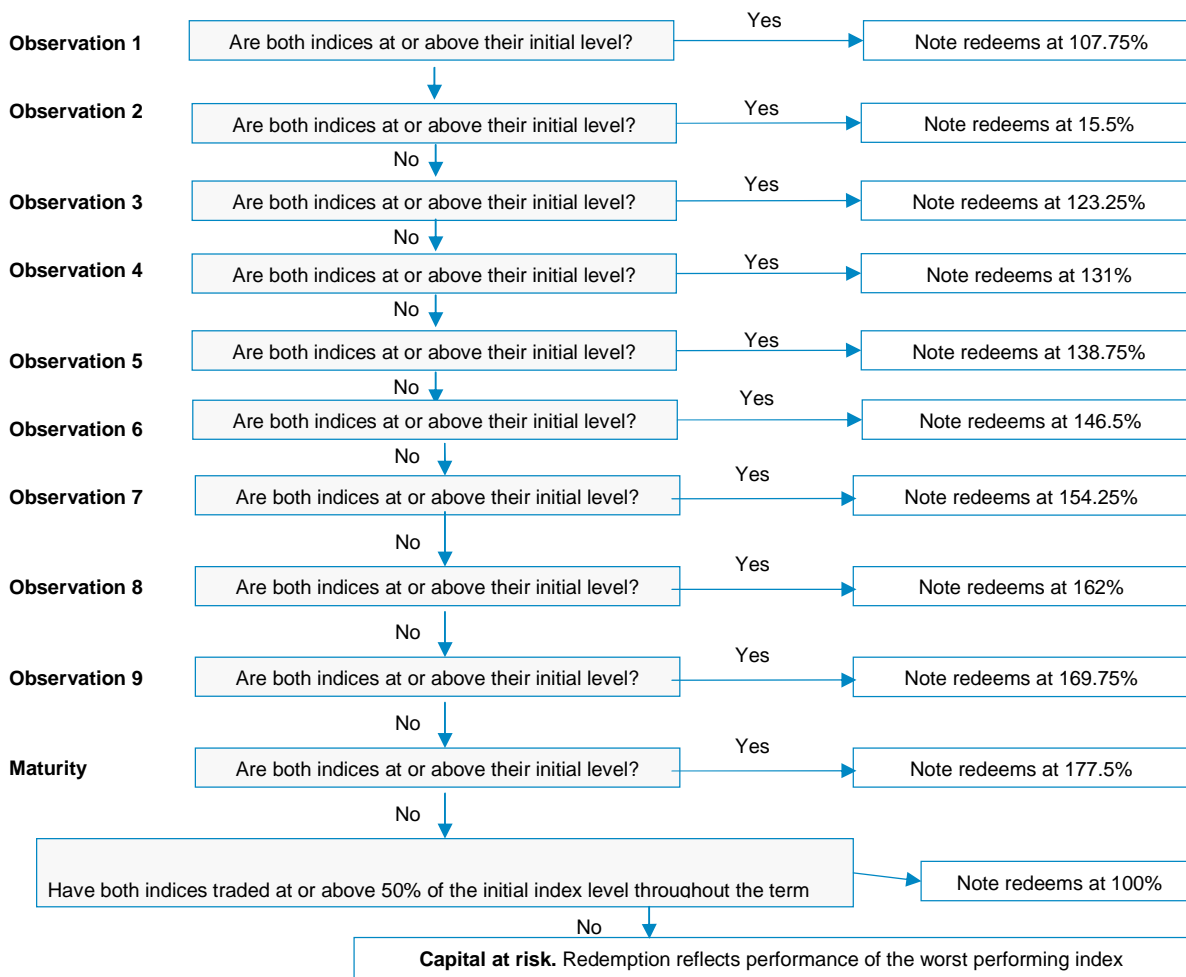 Yes
Observation 1 Are both indices at or above their initial level? Note redeems at 107.75%
Observation 2 Yes
Are both indices at or above their initial level? Note redeems at 15.5%
No
Yes
Observation 3 Are both indices at or above their initial level? Note redeems at 123.25%
No
Yes
Observation 4 Are both indices at or above their initial level? Note redeems at 131%
No
Yes
Observation 5 Are both indices at or above their initial level? Note redeems at 138.75%
No
Yes
Observation 6 Are both indices at or above their initial level? Note redeems at 146.5%
No
Yes
Observation 7 Are both indices at or above their initial level? Note redeems at 154.25%
No
Yes
Observation 8 Are both indices at or above their initial level? Note redeems at 162%
No
Yes
Observation 9 Are both indices at or above their initial level? Note redeems at 169.75%
No
Yes
Maturity Are both indices at or above their initial level? Note redeems at 177.5%
No
Have both indices traded at or above 50% of the initial index level throughout the term Note redeems at 100%
No
Capital at risk. Redemption reflects performance of the worst performing index